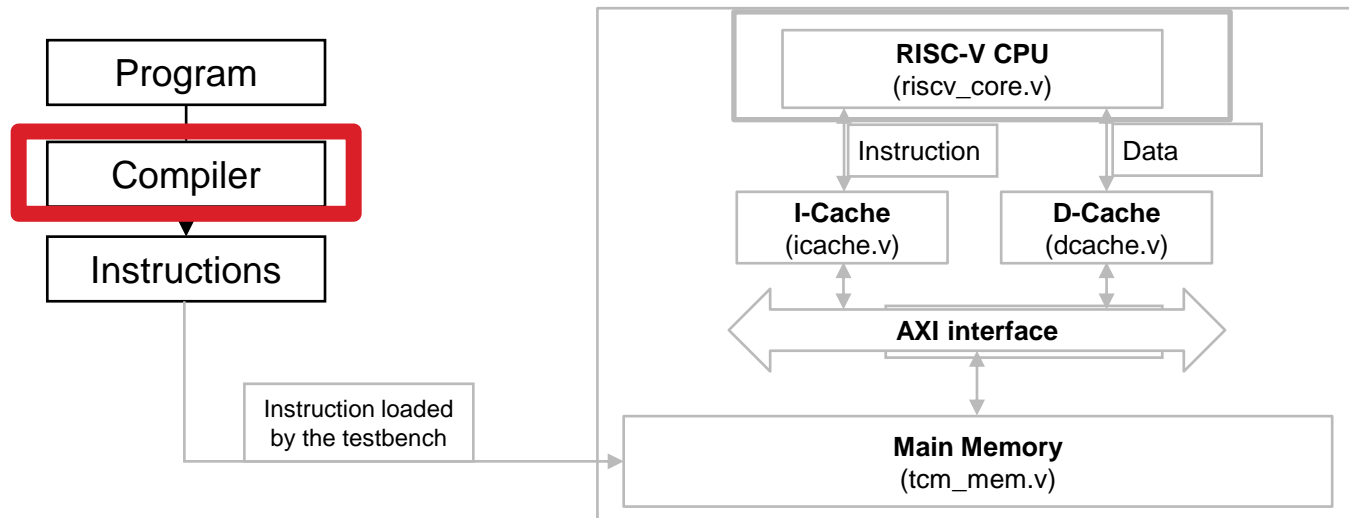 Program
Compiler
Instructions
Instruction loaded
by the testbench
RISC-V CPU
(riscv_core.v)
Instruction
Data
I-Cache
(icache.v)
D-Cache
(dcache.v)
AXI interface
Main Memory
(tcm_mem.v)